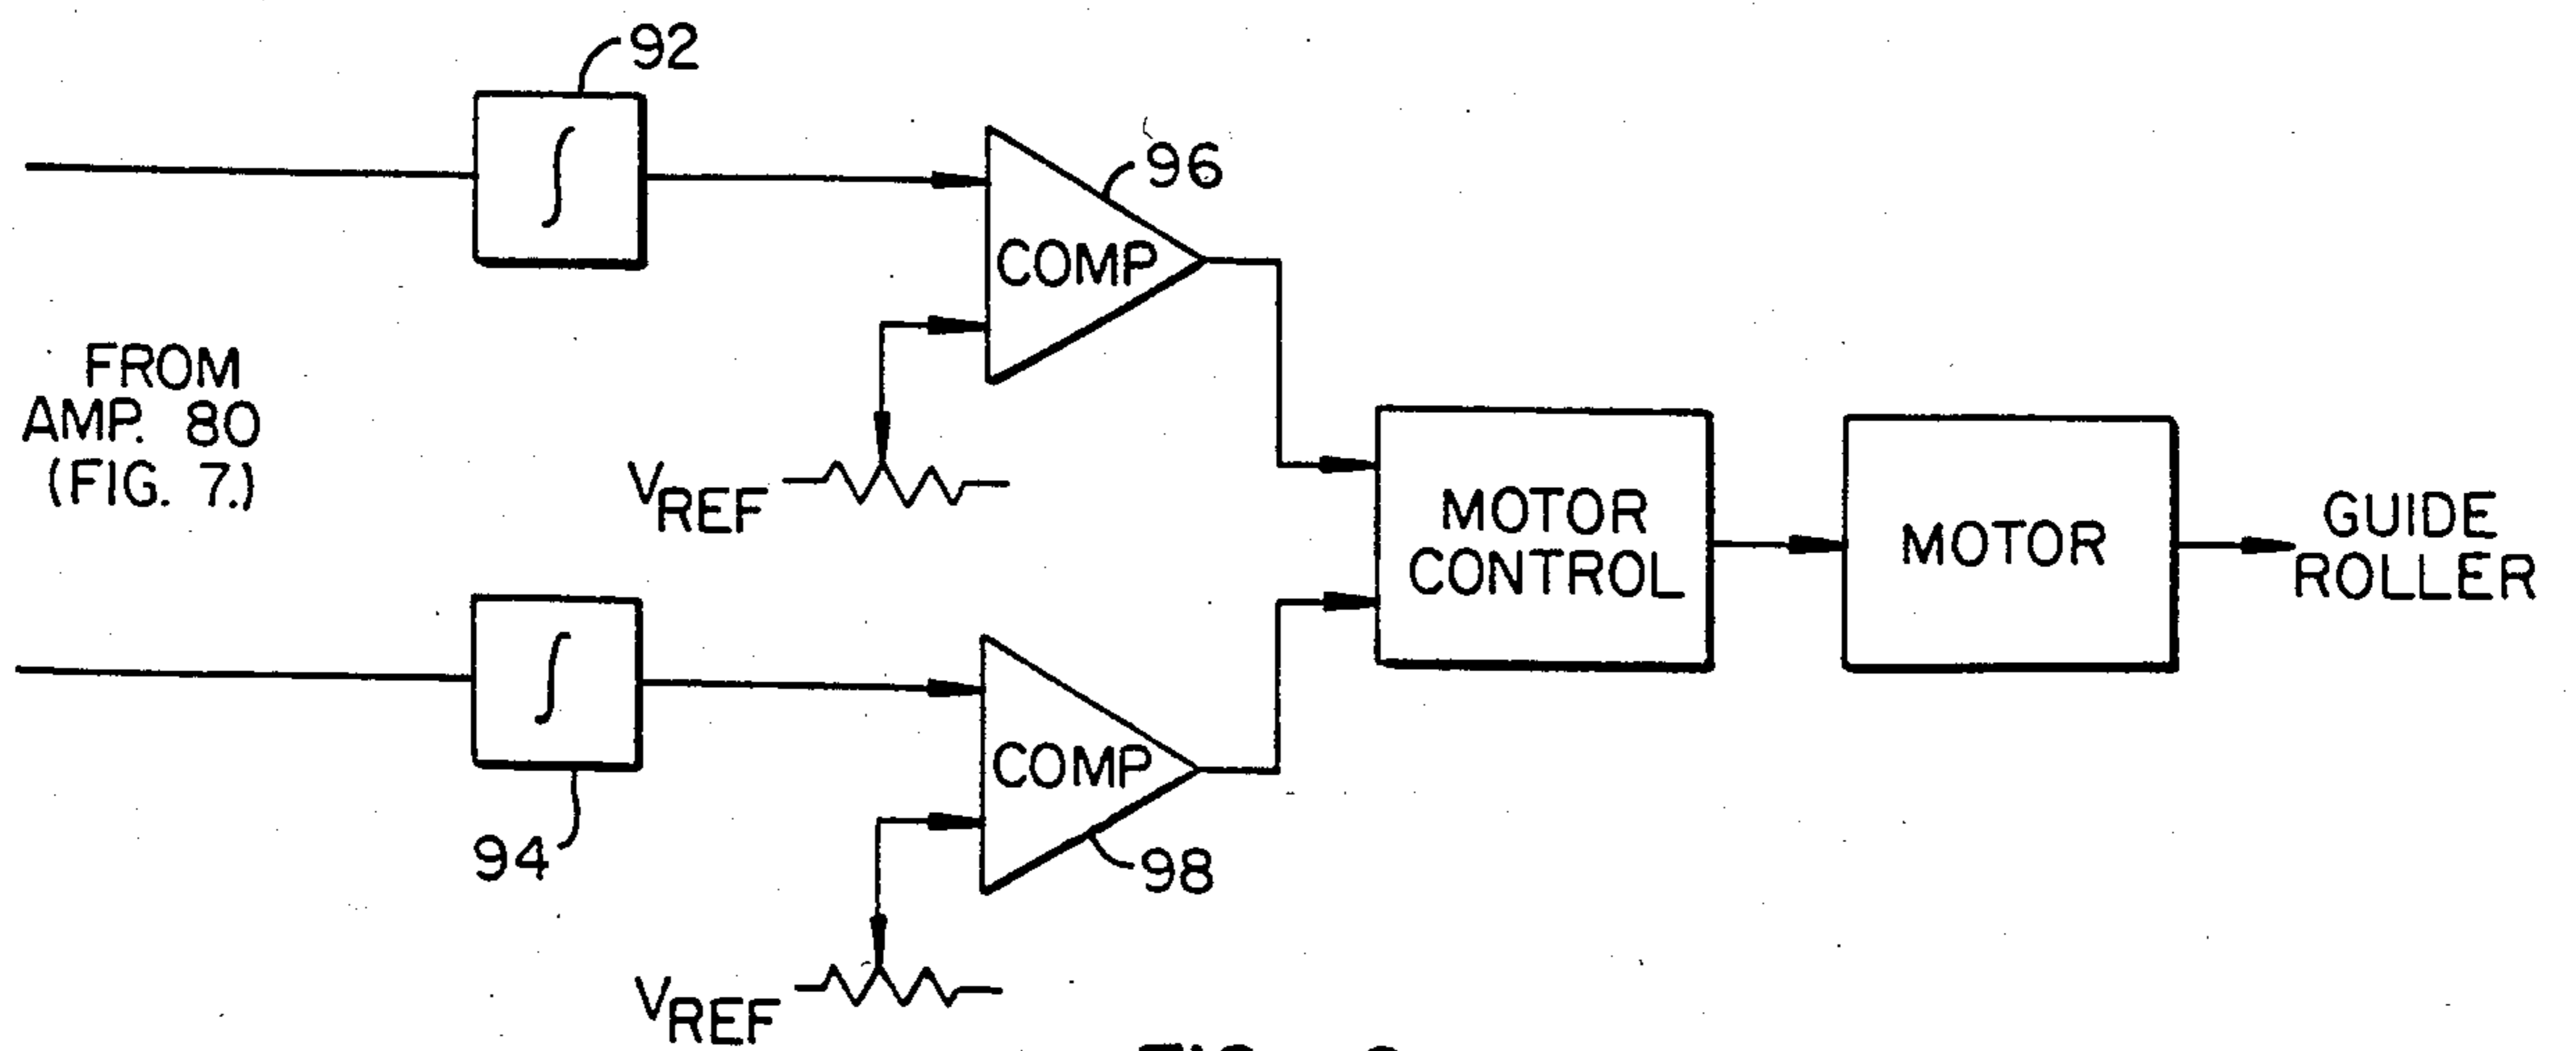 92
∫
96
COMP
FROM
AMP. 80
(FIG. 7.)
VREF
MOTOR
CONTROL
MOTOR
GUIDE
ROLLER
∫
94
COMP
98
VREF